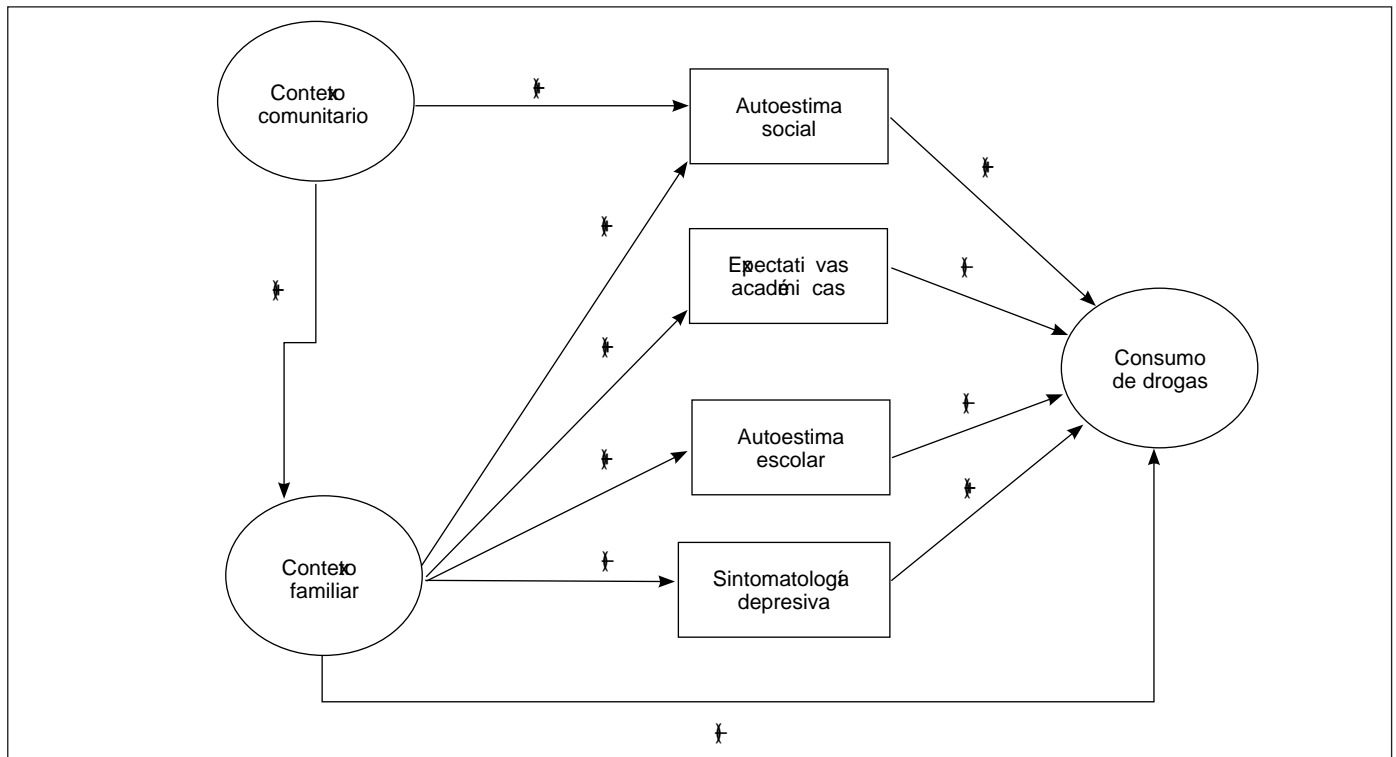 Contexto
comunitario
(+)
Autoestima
social
(+)
(+)
Expectativas
académicas
(-)
(+)
(+)
Consumo
de drogas
Autoestima
escolar
(-)
(+)
(+)
Contexto
familiar
(-)
Sintomatología
depresiva
(-)